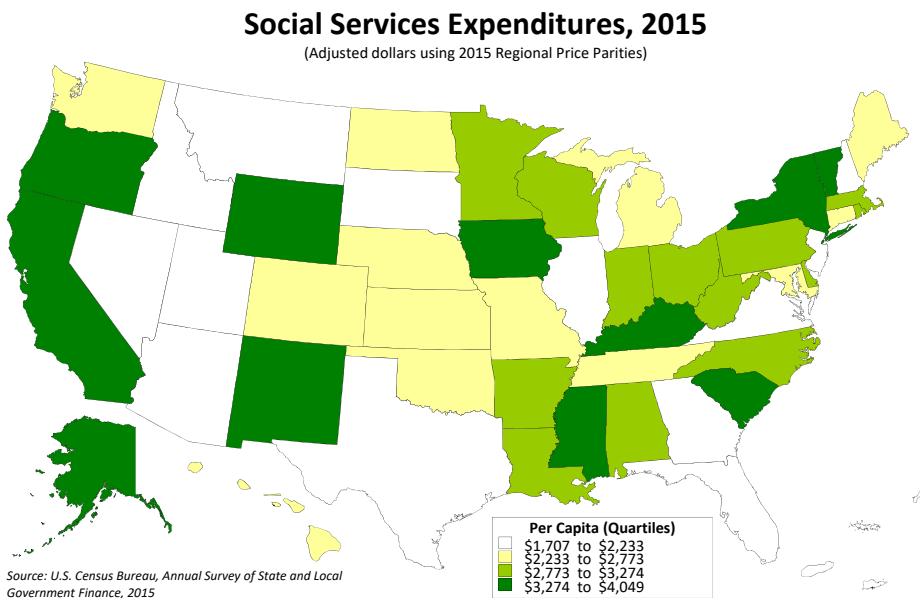 Social Services Expenditures, 2015
(Adjusted dollars using 2015 Regional Price Parities)
Per Capita (Quartiles)
$1,707 to $2,233
$2,233 to $2,773
$2,773 to $3,274
$3,274 to $4,049
Source: U.S. Census Bureau, Annual Survey of State and Local
Government Finance, 2015